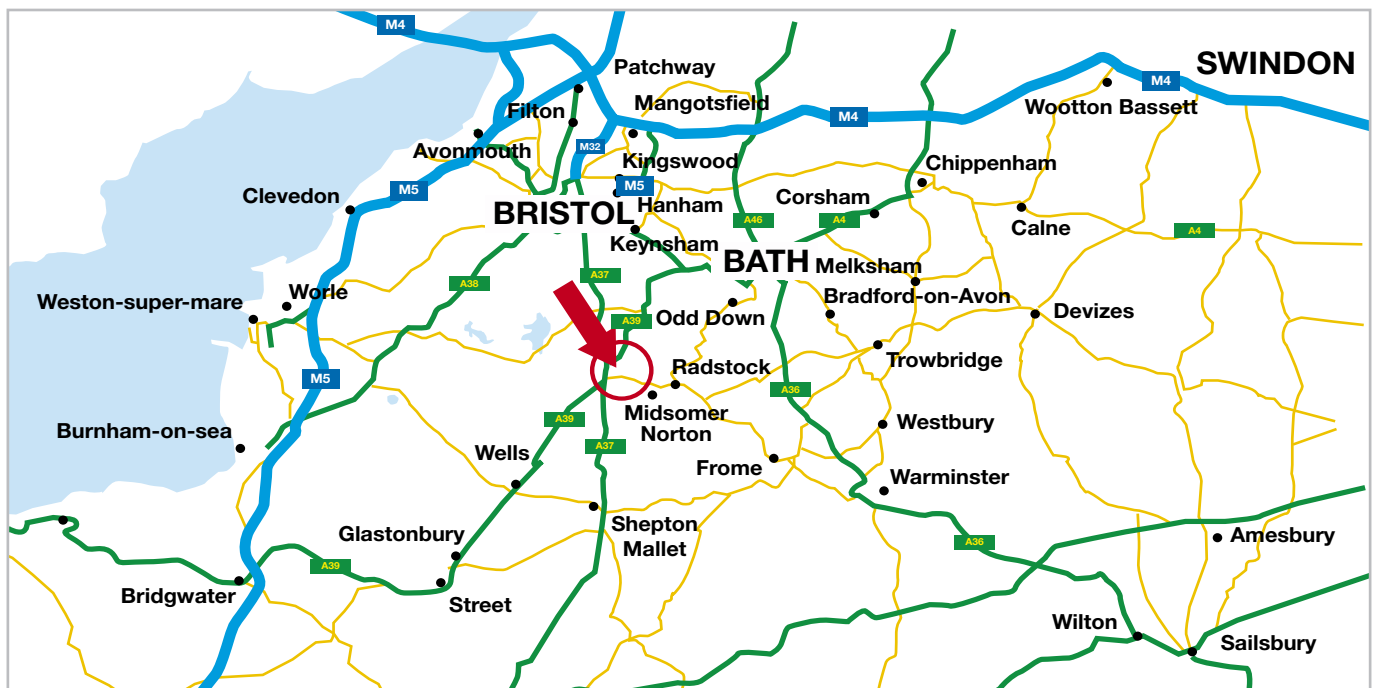 M4
SWINDON
Patchway
M4
Mangotsfield
Wootton Bassett
Filton
M4
Avonmouth
M32
Kingswood
Chippenham
Clevedon
M5
M5
Corsham
BRISTOL
Hanham
A46
A4
Calne
A4
Keynsham
BATH
Melksham
A37
A38
Weston-super-mare
Worle
Bradford-on-Avon
Odd Down
A39
Devizes
Trowbridge
Radstock
M5
A36
Midsomer
Norton
A39
Westbury
Burnham-on-sea
A37
Wells
Frome
Warminster
Shepton
Mallet
Glastonbury
Amesbury
A36
A39
Bridgwater
Street
Wilton
Sailsbury